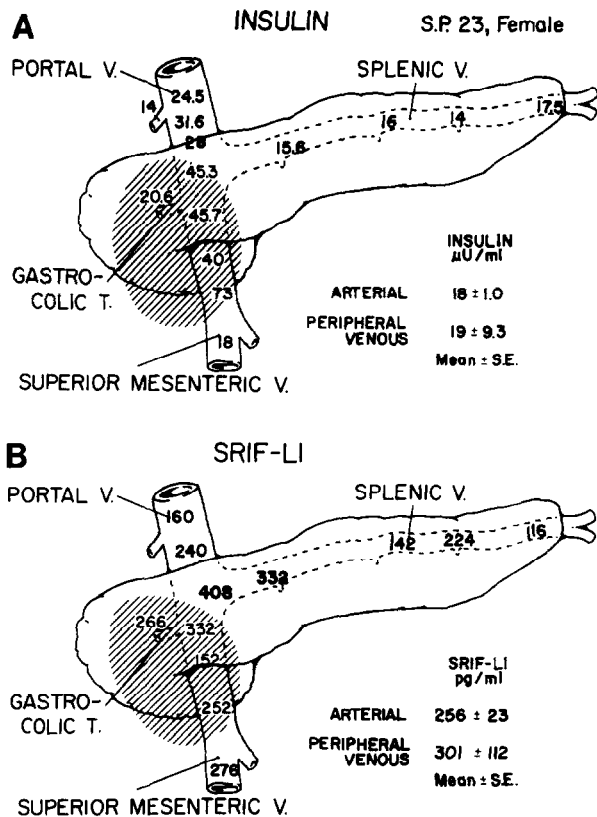 A
INSULIN
S.P. 23, Female
PORTAL V.
SPLENIC V.
24.5
14
31.6
28
17.5
16
14
15.6
45.3
20.6
45.7
40
73
18
GASTRO-
COLIC T.
SUPERIOR MESENTERIC V.
INSULIN
μU/ml
ARTERIAL 18 ± 1.0
PERIPHERAL
VENOUS 19 ± 9.3
Mean ± S.E.
B
SRIF-LI
PORTAL V.
SPLENIC V.
160
240
116
224
142
332
408
266
332
152
252
276
GASTRO-
COLIC T.
SUPERIOR MESENTERIC V.
SRIF-LI
pg/ml
ARTERIAL 256 ± 23
PERIPHERAL
VENOUS 301 ± 112
Mean ± S.E.